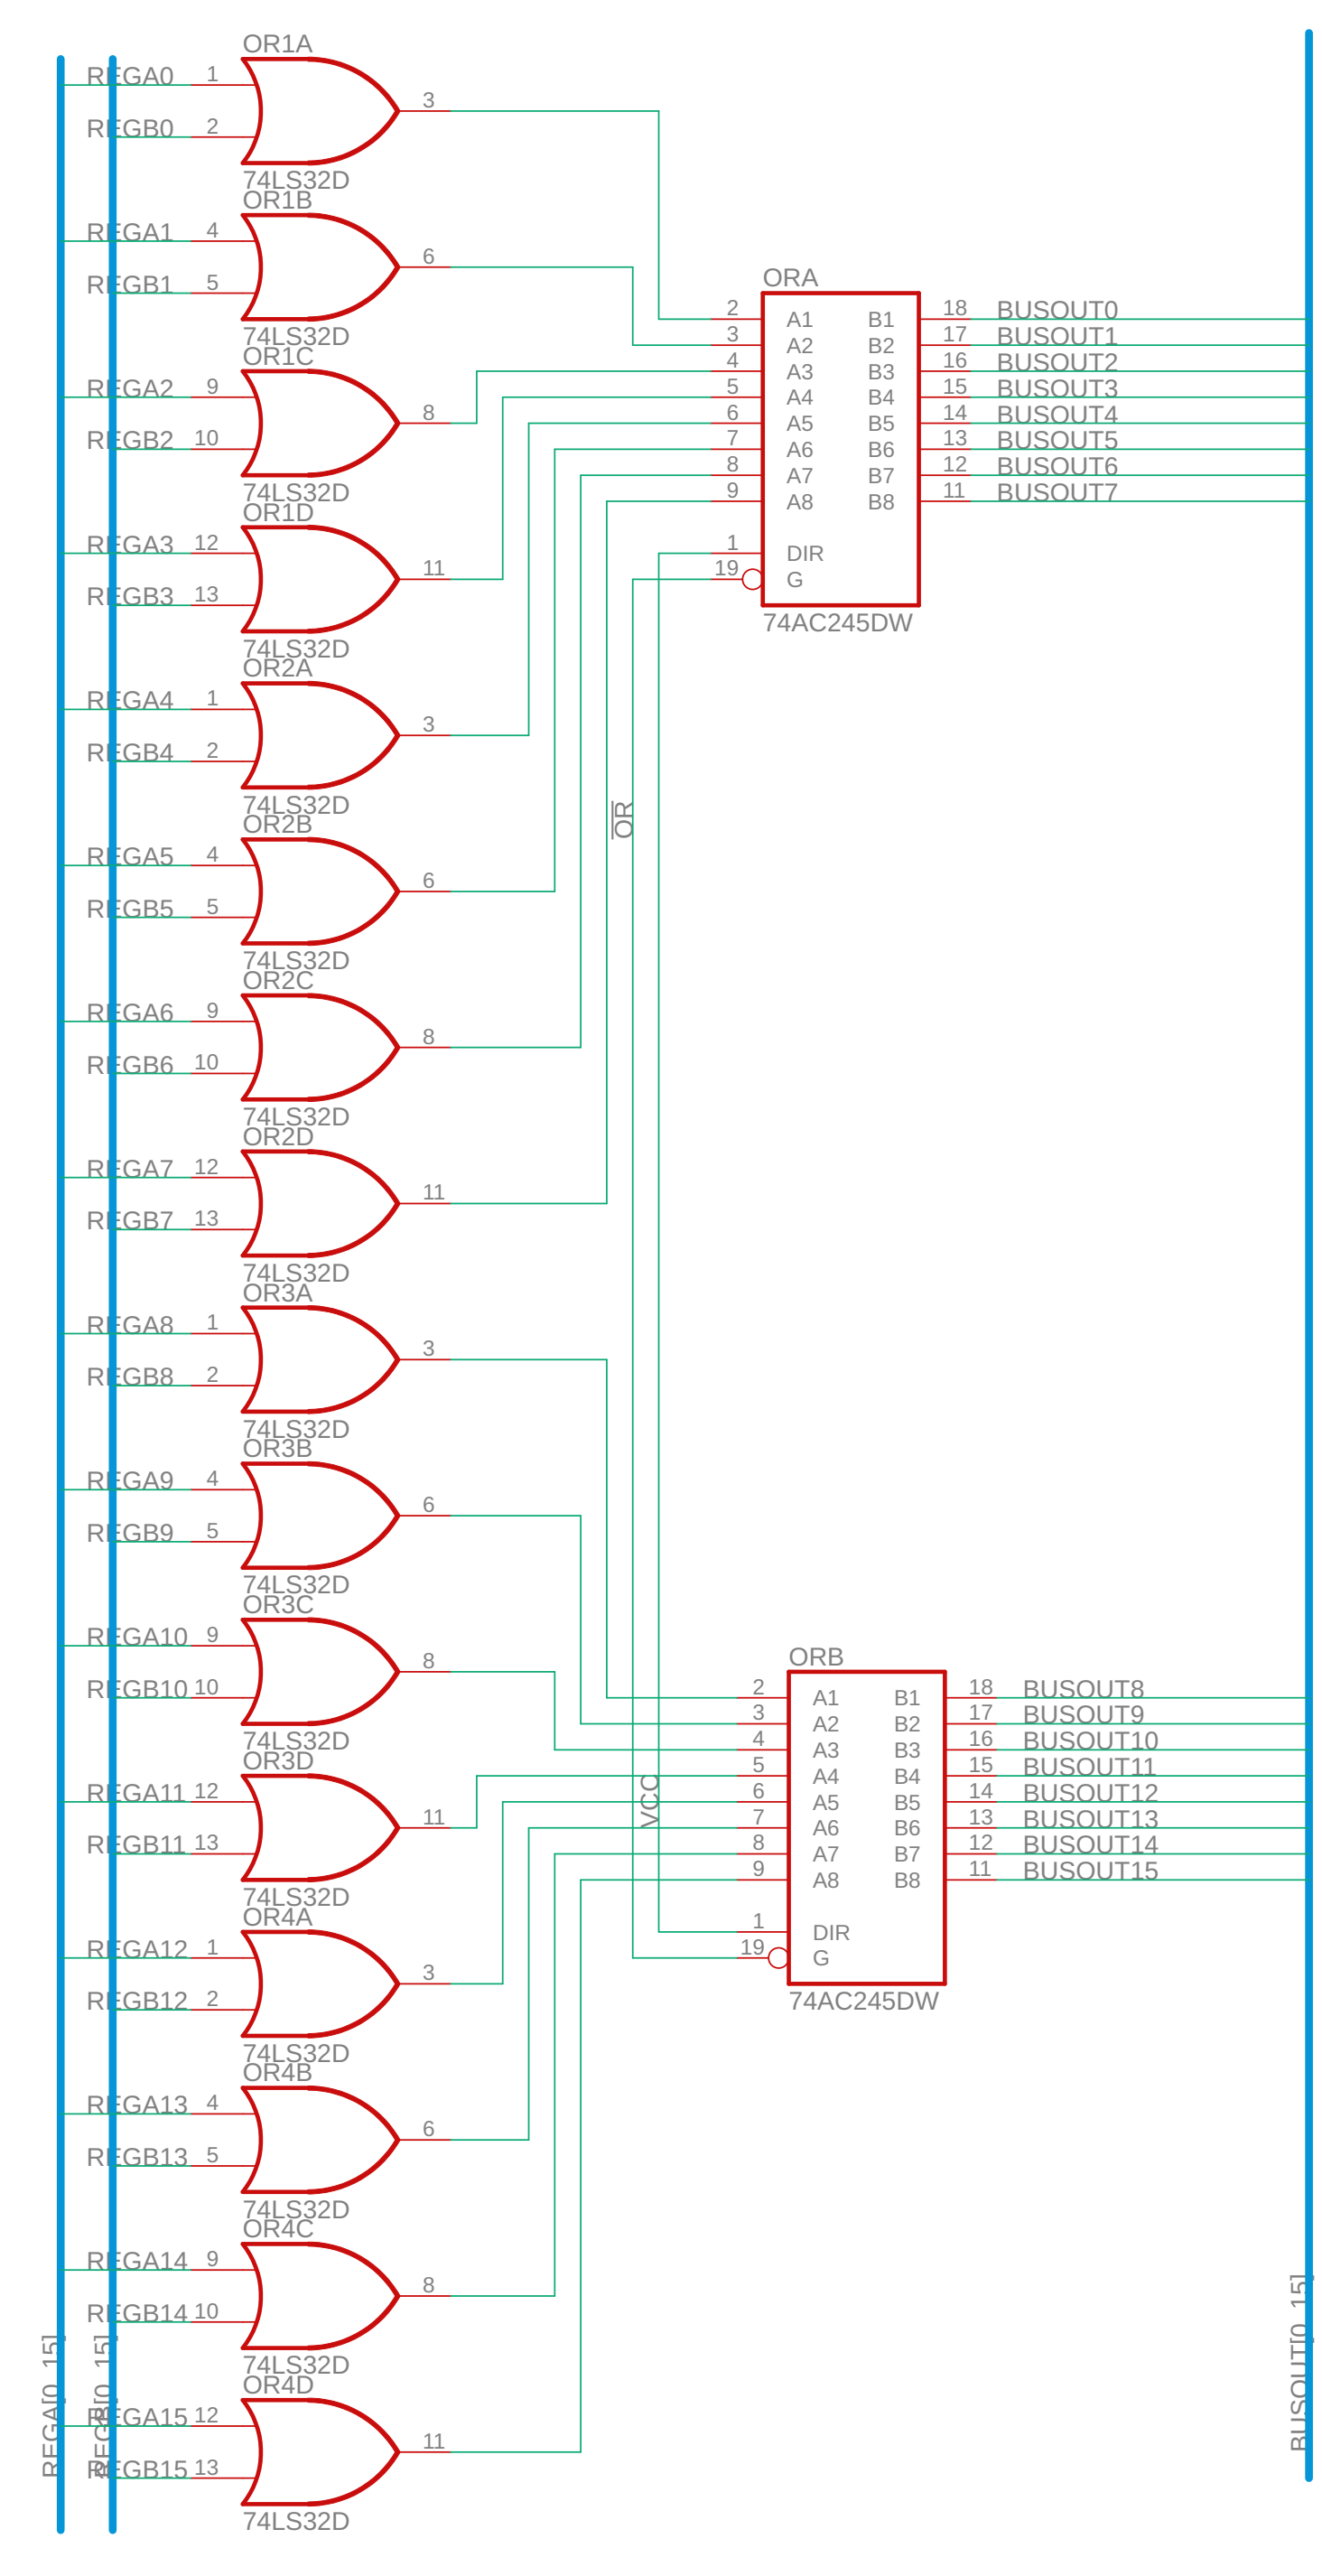 OR1A
REGA0 1
3
REGB0 2
74LS32D
OR1B
REGA1 4
6
REGB1 5
74LS32D
OR1C
REGA2 9
8
REGB2 10
74LS32D
OR1D
REGA3 12
11
REGB3 13
74LS32D
OR2A
REGA4 1
3
REGB4 2
74LS32D
OR2B
REGA5 4
6
REGB5 5
74LS32D
OR2C
REGA6 9
8
REGB6 10
74LS32D
OR2D
REGA7 12
11
REGB7 13
74LS32D
OR3A
REGA8 1
3
REGB8 2
74LS32D
OR3B
REGA9 4
6
REGB9 5
74LS32D
OR3C
REGA10 9
8
REGB10 10
74LS32D
OR3D
REGA11 12
11
REGB11 13
74LS32D
OR4A
REGA12 1
3
REGB12 2
74LS32D
OR4B
REGA13 4
6
REGB13 5
74LS32D
OR4C
REGA14 9
8
REGB14 10
74LS32D
OR4D
REGA15 12
11
REGB15 13
74LS32D
REGA[0..15]
REGB[0..15]
OR
VCC
ORA
2 A1 B1 18 BUSOUT0
3 A2 B2 17 BUSOUT1
4 A3 B3 16 BUSOUT2
5 A4 B4 15 BUSOUT3
6 A5 B5 14 BUSOUT4
7 A6 B6 13 BUSOUT5
8 A7 B7 12 BUSOUT6
9 A8 B8 11 BUSOUT7
1 DIR
19 G
74AC245DW
ORB
2 A1 B1 18 BUSOUT8
3 A2 B2 17 BUSOUT9
4 A3 B3 16 BUSOUT10
5 A4 B4 15 BUSOUT11
6 A5 B5 14 BUSOUT12
7 A6 B6 13 BUSOUT13
8 A7 B7 12 BUSOUT14
9 A8 B8 11 BUSOUT15
1 DIR
19 G
74AC245DW
BUSOUT[0..15]